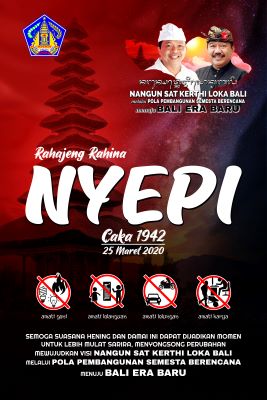 NANGUN SAT KERTHI LOKA BALI
melalui POLA PEMBANGUNAN SEMESTA BERENCANA
menuju BALI ERA BARU
Rahajeng Rahina
NYEPI
Caka 1942
25 Maret 2020
amati geni
amati lelanguan
amati lelungan
amati karya
SEMOGA SUASANA HENING DAN DAMAI INI DAPAT DIJADIKAN MOMEN
UNTUK LEBIH MULAT SARIRA, MENYONGSONG PERUBAHAN
MEWUJUDKAN VISI NANGUN SAT KERTHI LOKA BALI
MELALUI POLA PEMBANGUNAN SEMESTA BERENCANA
MENUJU BALI ERA BARU